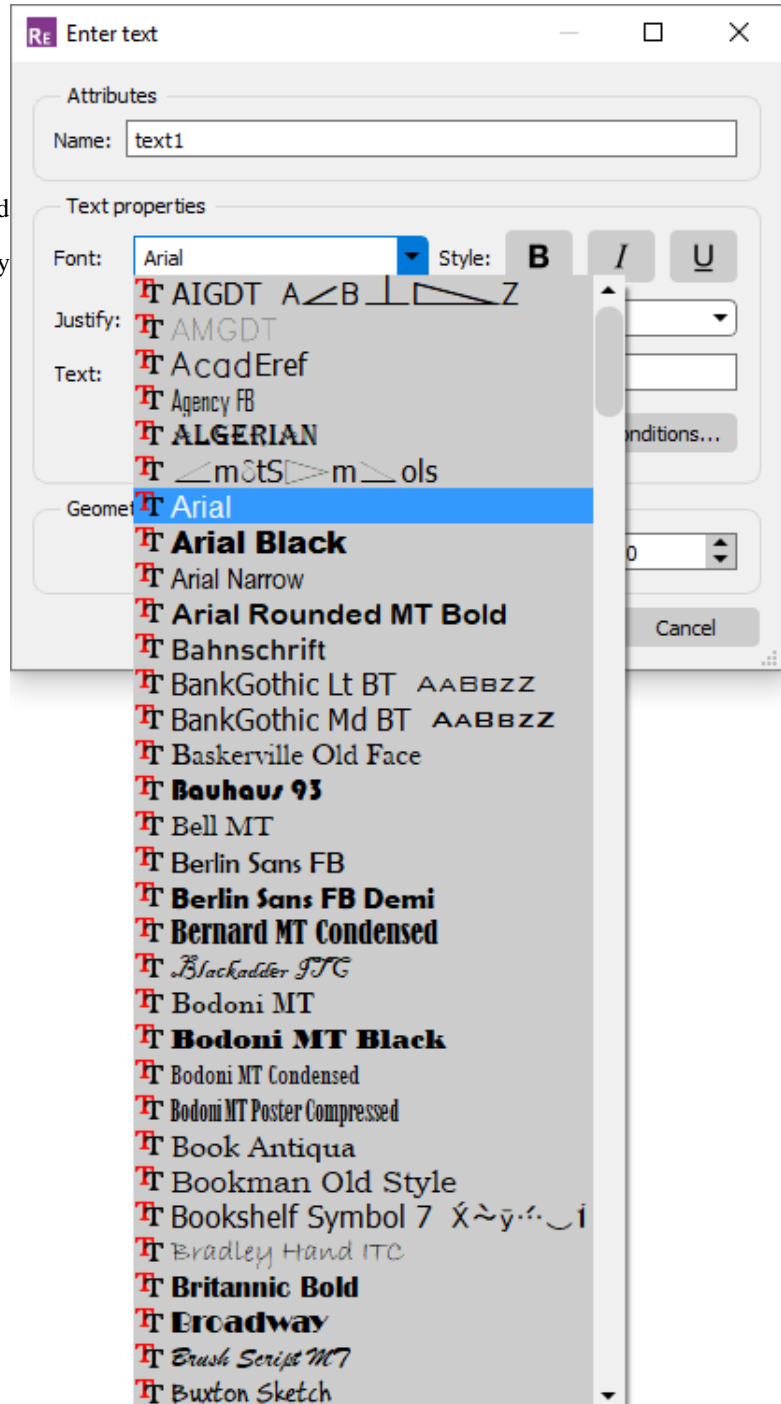 RE Enter text
Attributes
Name: text1
d
Text properties
y
Font: Arial Style: B I U
AIGDT A B Z
Justify:
AMGDT
AcadEref
Text:
Agency FB
ALGERIAN
onditions...
Arial
Geomet
Arial Black
0
Arial Narrow
Arial Rounded MT Bold
Cancel
Bahnschrift
BankGothic Lt BT AABBZZ
BankGothic Md BT AABBZZ
Baskerville Old Face
Bauhaus 93
Bell MT
Berlin Sans FB
Berlin Sans FB Demi
Bernard MT Condensed
Blackadder ITC
Bodoni MT
Bodoni MT Black
Bodoni MT Condensed
Bodoni MT Poster Compressed
Book Antiqua
Bookman Old Style
Bookshelf Symbol 7
Bradley Hand ITC
Britannic Bold
Broadway
Brush Script MT
Buxton Sketch